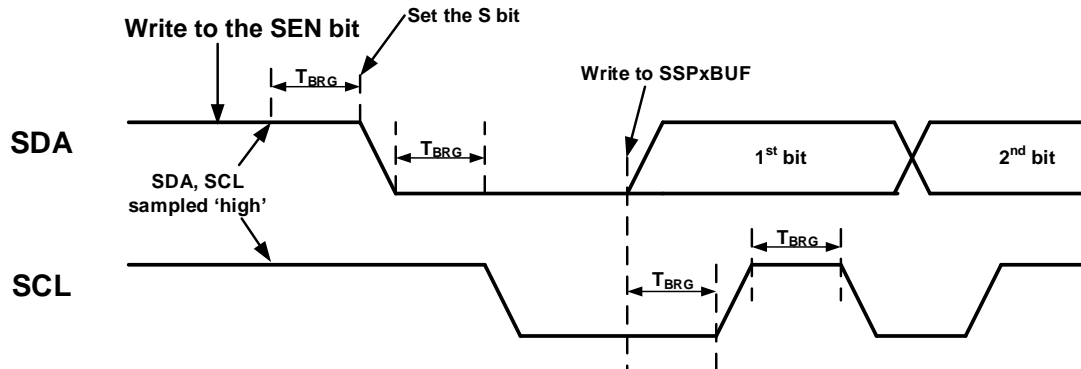 Write to the SEN bit
Set the S bit
TBRG
Write to SSPxBUF
SDA
TBRG
1st bit
2nd bit
SDA, SCL
sampled ‘high’
TBRG
SCL
TBRG